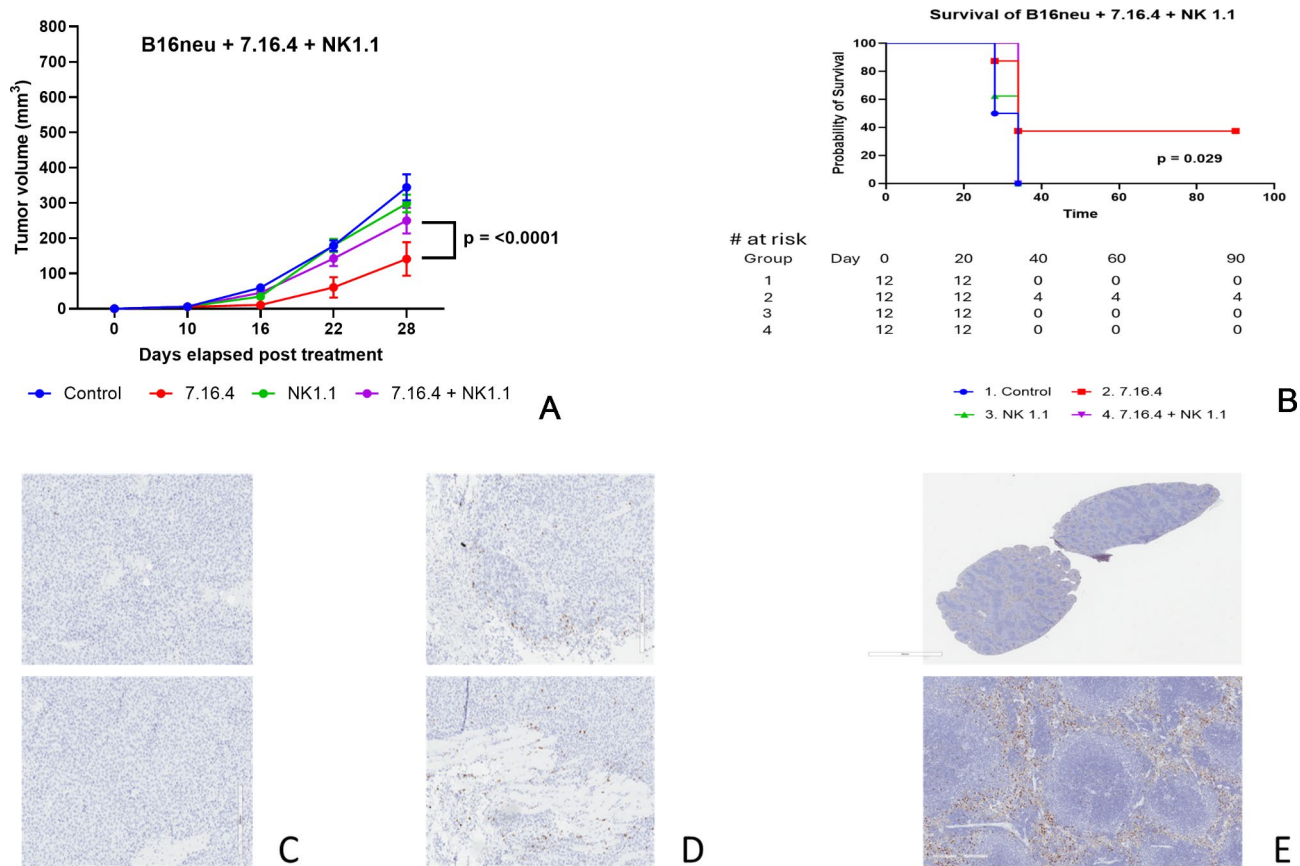 B16neu + 7.16.4 + NK1.1
Tumor volume (mm³)
800
700
600
500
400
300
200
100
0
0 10 16 22 28
Days elapsed post treatment
p = <0.0001
Control 7.16.4 NK1.1 7.16.4 + NK1.1
A
Survival of B16neu + 7.16.4 + NK 1.1
Probability of Survival
100
80
60
40
20
0
0 20 40 60 80 100
Time
p = 0.029
# at risk
Group Day 0 20 40 60 90
1 12 12 0 0 0
2 12 12 4 4 4
3 12 12 0 0 0
4 12 12 0 0 0
1. Control 2. 7.16.4
3. NK 1.1 4. 7.16.4 + NK 1.1
B
C
D
E